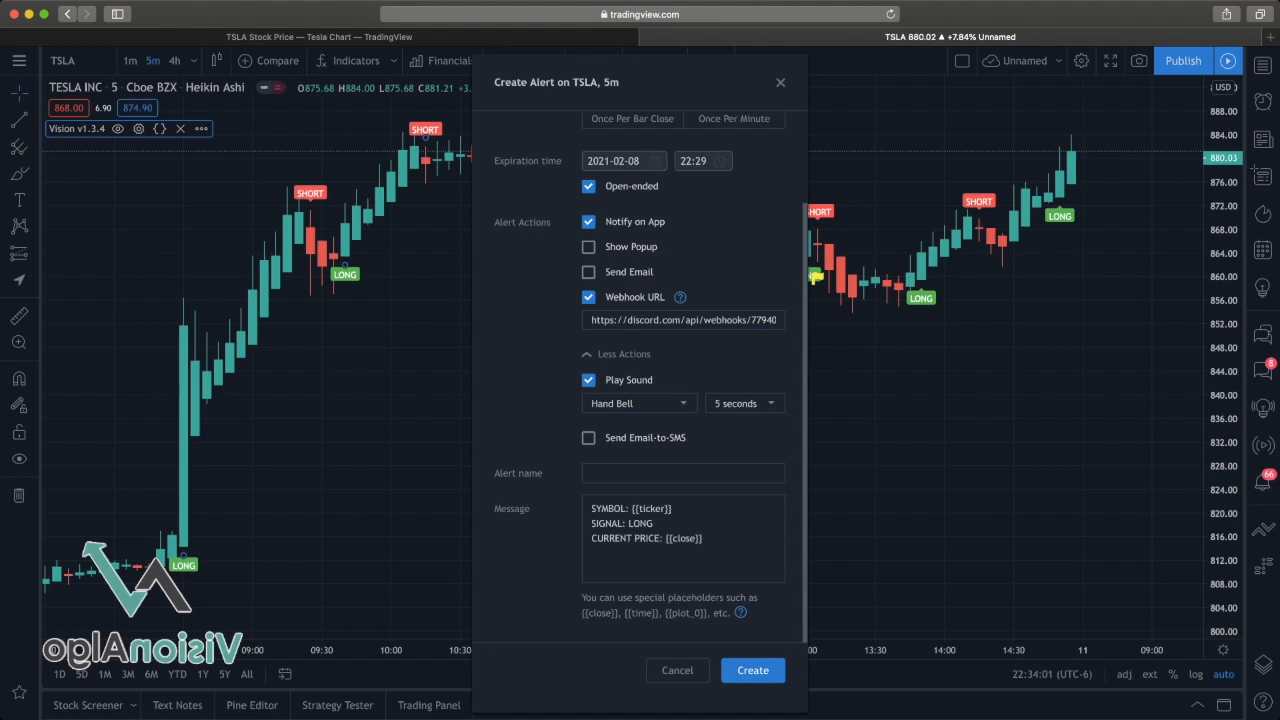 tradingview.com
TSLA Stock Price — Tesla Chart — TradingView
TSLA 880.02 ▲ +7.84% Unnamed
TSLA 1m 5m 4h Compare Indicators Financials Unnamed Publish
TESLA INC · 5 · Cboe BZX · Heikin Ashi O875.68 H884.00 L875.68 C881.21 +3.
868.00 6.90 874.90
Vision v1.3.4
Create Alert on TSLA, 5m
Once Per Bar Close Once Per Minute
Expiration time 2021-02-08 22:29
Open-ended
Alert Actions Notify on App
Show Popup
Send Email
Webhook URL ?
https://discord.com/api/webhooks/77940
Less Actions
Play Sound
Hand Bell 5 seconds
Send Email-to-SMS
Alert name
Message
SYMBOL: {{ticker}}
SIGNAL: LONG
CURRENT PRICE: {{close}}
You can use special placeholders such as
{{close}}, {{time}}, {{plot_0}}, etc. ?
Cancel Create
SHORT
SHORT
LONG
LONG
SHORT
SHORT
LONG
LONG
USD
888.00
884.00
880.03
876.00
872.00
868.00
864.00
860.00
856.00
852.00
848.00
844.00
840.00
836.00
832.00
828.00
824.00
820.00
816.00
812.00
808.00
804.00
800.00
8
66
VisionAlgo
09:00 09:30 10:00 10:30 :00 13:30 14:00 14:30 11 09:00
1D 5D 1M 3M 6M YTD 1Y 5Y All
22:34:01 (UTC-6) adj ext % log auto
Stock Screener Text Notes Pine Editor Strategy Tester Trading Panel